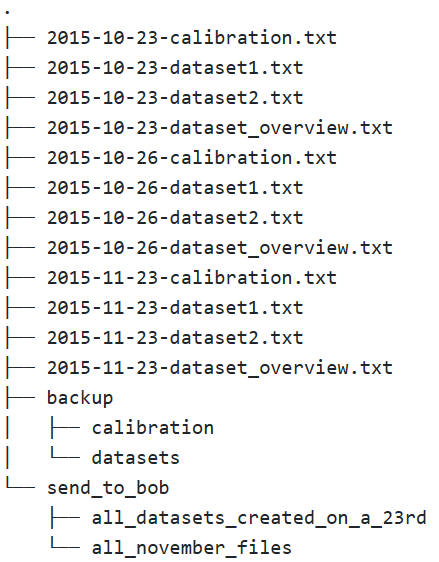 .
├── 2015-10-23-calibration.txt
├── 2015-10-23-dataset1.txt
├── 2015-10-23-dataset2.txt
├── 2015-10-23-dataset_overview.txt
├── 2015-10-26-calibration.txt
├── 2015-10-26-dataset1.txt
├── 2015-10-26-dataset2.txt
├── 2015-10-26-dataset_overview.txt
├── 2015-11-23-calibration.txt
├── 2015-11-23-dataset1.txt
├── 2015-11-23-dataset2.txt
├── 2015-11-23-dataset_overview.txt
├── backup
│   ├── calibration
│   └── datasets
└── send_to_bob
    ├── all_datasets_created_on_a_23rd
    └── all_november_files